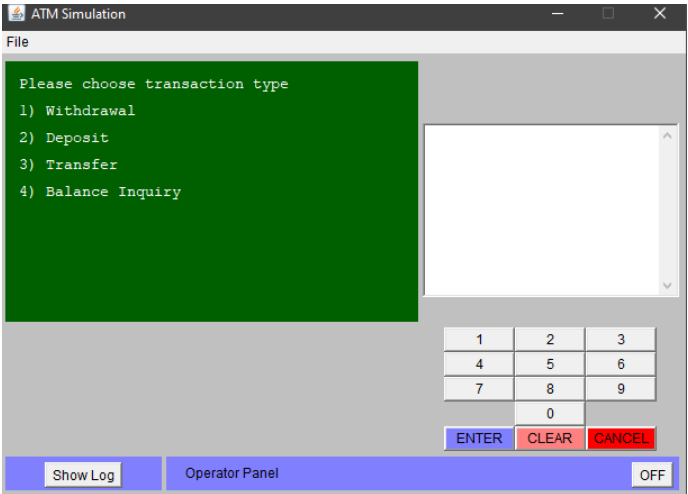 ATM Simulation
File
Please choose transaction type
1) Withdrawal
2) Deposit
3) Transfer
4) Balance Inquiry
1 2 3
4 5 6
7 8 9
0
ENTER CLEAR CANCEL
Show Log Operator Panel OFF